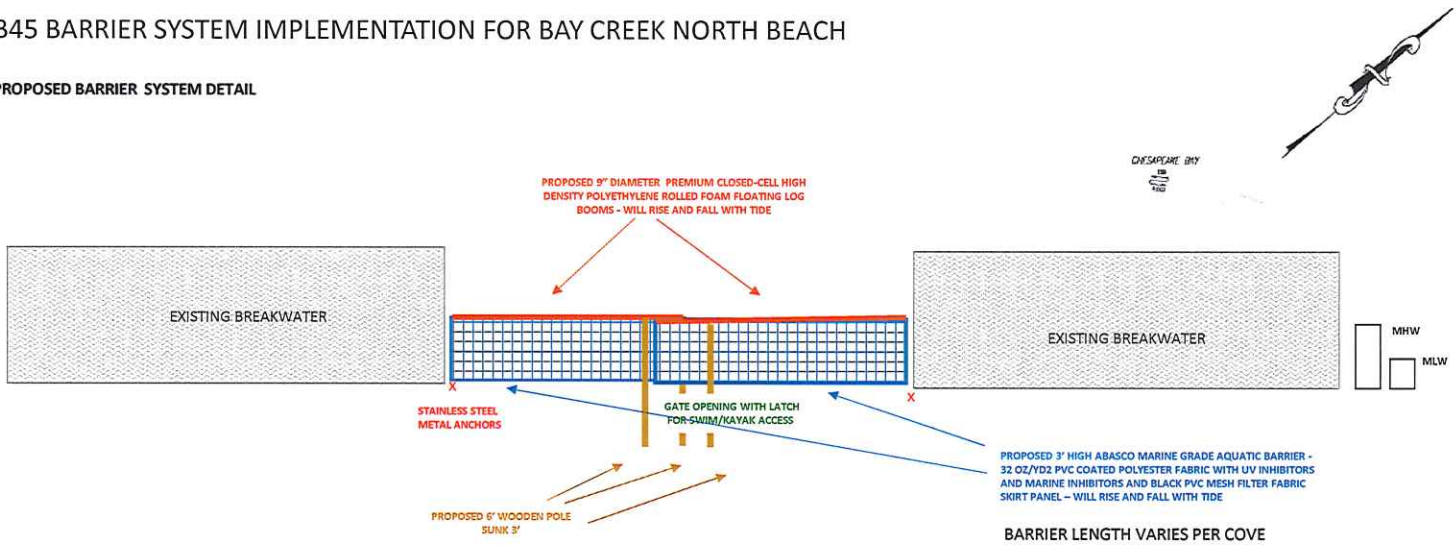 345 BARRIER SYSTEM IMPLEMENTATION FOR BAY CREEK NORTH BEACH
PROPOSED BARRIER SYSTEM DETAIL
CHESAPEAKE BAY
PROPOSED 9" DIAMETER PREMIUM CLOSED-CELL HIGH
DENSITY POLYETHYLENE ROLLED FOAM FLOATING LOG
BOOMS - WILL RISE AND FALL WITH TIDE
EXISTING BREAKWATER
EXISTING BREAKWATER
MHW
MLW
X
X
STAINLESS STEEL
METAL ANCHORS
GATE OPENING WITH LATCH
FOR SWIM/KAYAK ACCESS
PROPOSED 3' HIGH ABASCO MARINE GRADE AQUATIC BARRIER -
32 OZ/YD2 PVC COATED POLYESTER FABRIC WITH UV INHIBITORS
AND MARINE INHIBITORS AND BLACK PVC MESH FILTER FABRIC
SKIRT PANEL – WILL RISE AND FALL WITH TIDE
PROPOSED 6' WOODEN POLE
SUNK 3'
BARRIER LENGTH VARIES PER COVE